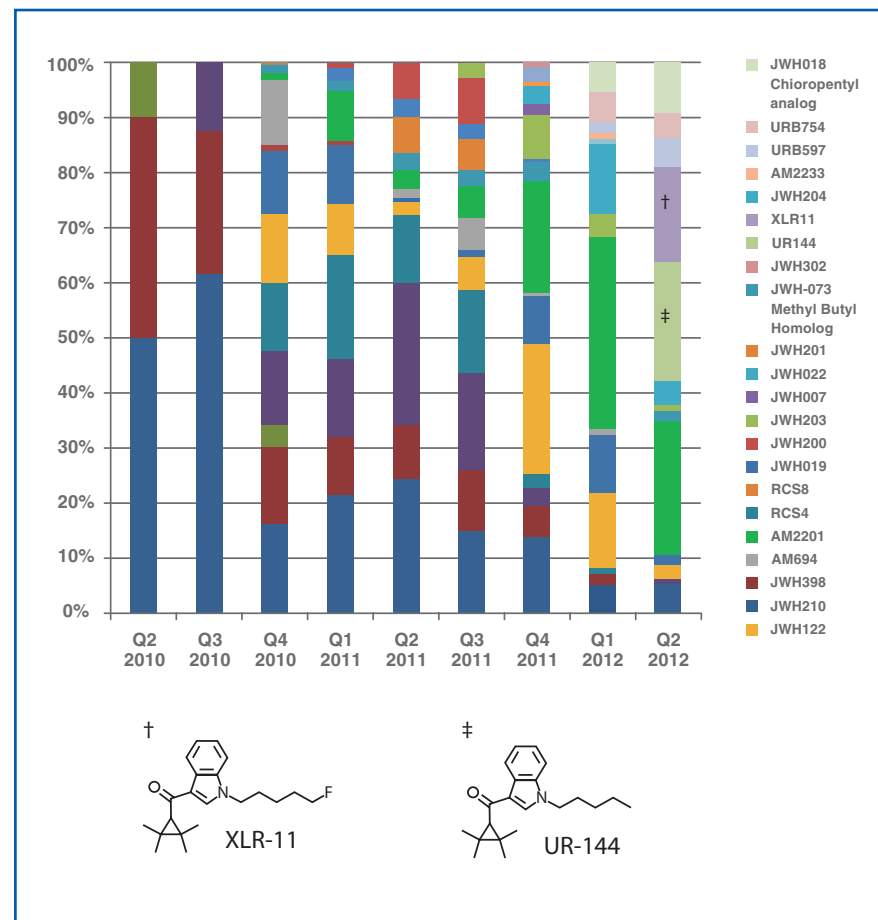 100%
90%
80%
70%
60%
50%
40%
30%
20%
10%
0%
Q2 Q3 Q4 Q1 Q2 Q3 Q4 Q1 Q2
2010 2010 2010 2011 2011 2011 2011 2012 2012
†
‡
JWH018
Chioropentyl
analog
URB754
URB597
AM2233
JWH204
XLR11
UR144
JWH302
JWH-073
Methyl Butyl
Homolog
JWH201
JWH022
JWH007
JWH203
JWH200
JWH019
RCS8
RCS4
AM2201
AM694
JWH398
JWH210
JWH122
†
O
N
F
XLR-11
‡
O
N
UR-144